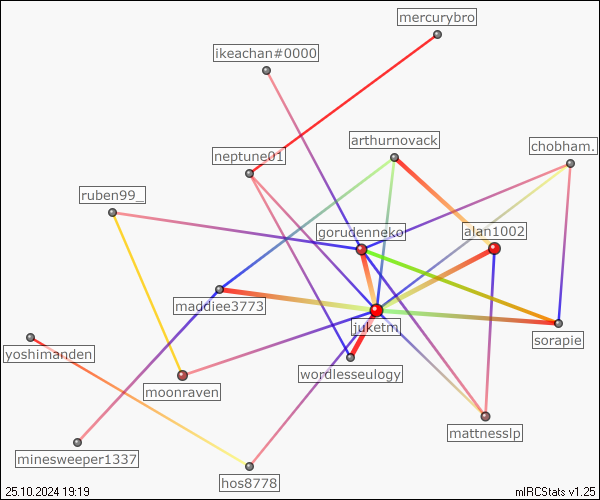 mercurybro
ikeachan#0000
arthurnovack
chobham.
neptune01
ruben99_
gorudenneko
alan1002
maddiee3773
juketm
sorapie
yoshimanden
wordlesseulogy
moonraven
mattnesslp
minesweeper1337
hos8778
25.10.2024 19:19
mIRCStats v1.25